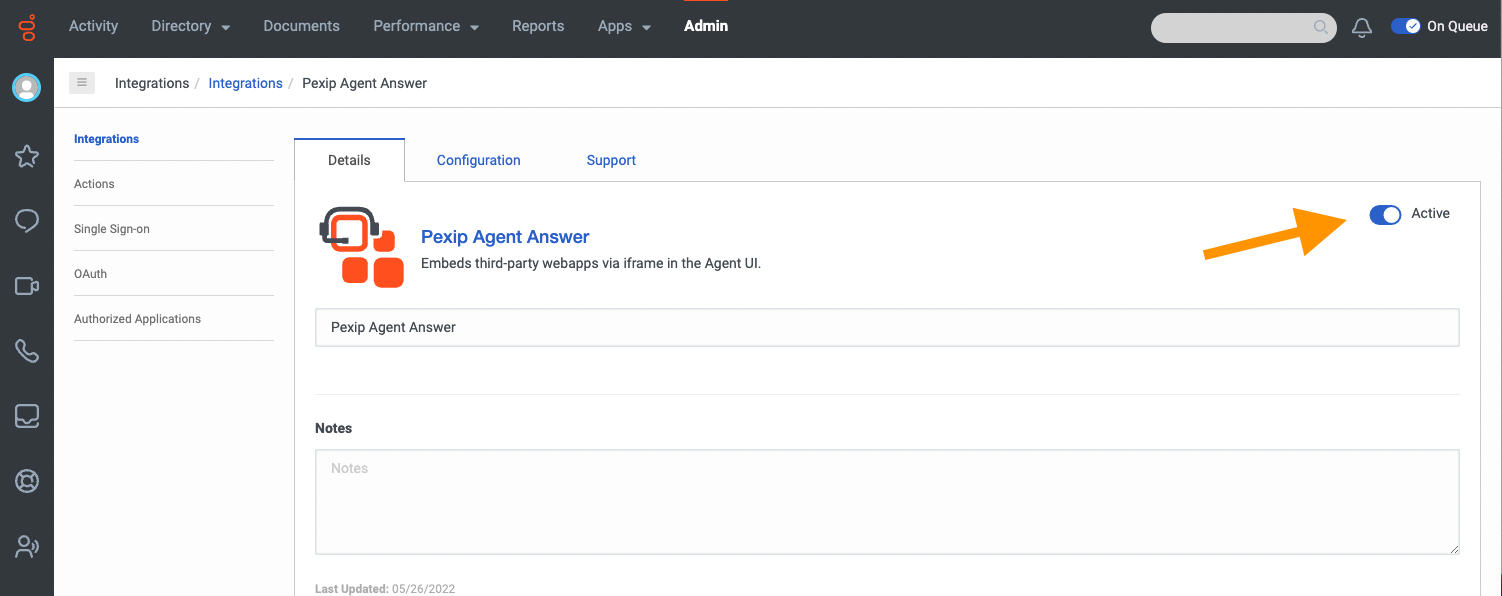 Activity Directory Documents Performance Reports Apps Admin On Queue
Integrations / Integrations / Pexip Agent Answer
Integrations
Actions
Single Sign-on
OAuth
Authorized Applications
Details Configuration Support
Active
Pexip Agent Answer
Embeds third-party webapps via iframe in the Agent UI.
Pexip Agent Answer
Notes
Notes
Last Updated: 05/26/2022